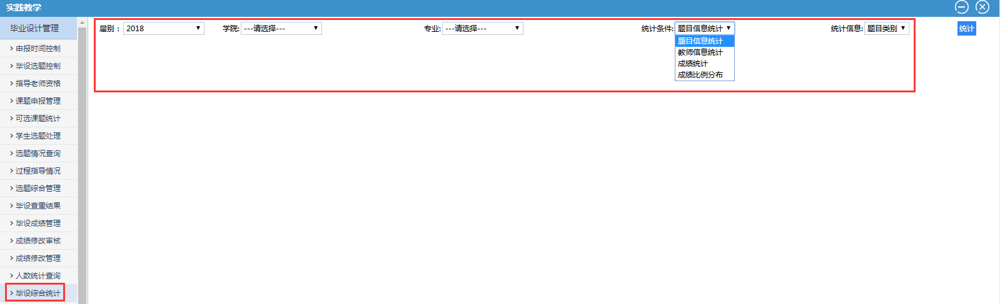 实践教学
毕业设计管理
申报时间控制
毕设选题控制
指导老师资格
课题申报管理
可选课题统计
学生选题处理
选题情况查询
过程指导情况
选题综合管理
毕设查重结果
毕设成绩管理
成绩修改审核
成绩修改管理
人数统计查询
毕设综合统计
届别： 2018 学院: ---请选择--- 专业: ---请选择--- 统计条件: 题目信息统计 统计信息: 题目类别 统计
题目信息统计
教师信息统计
成绩统计
成绩比例分布